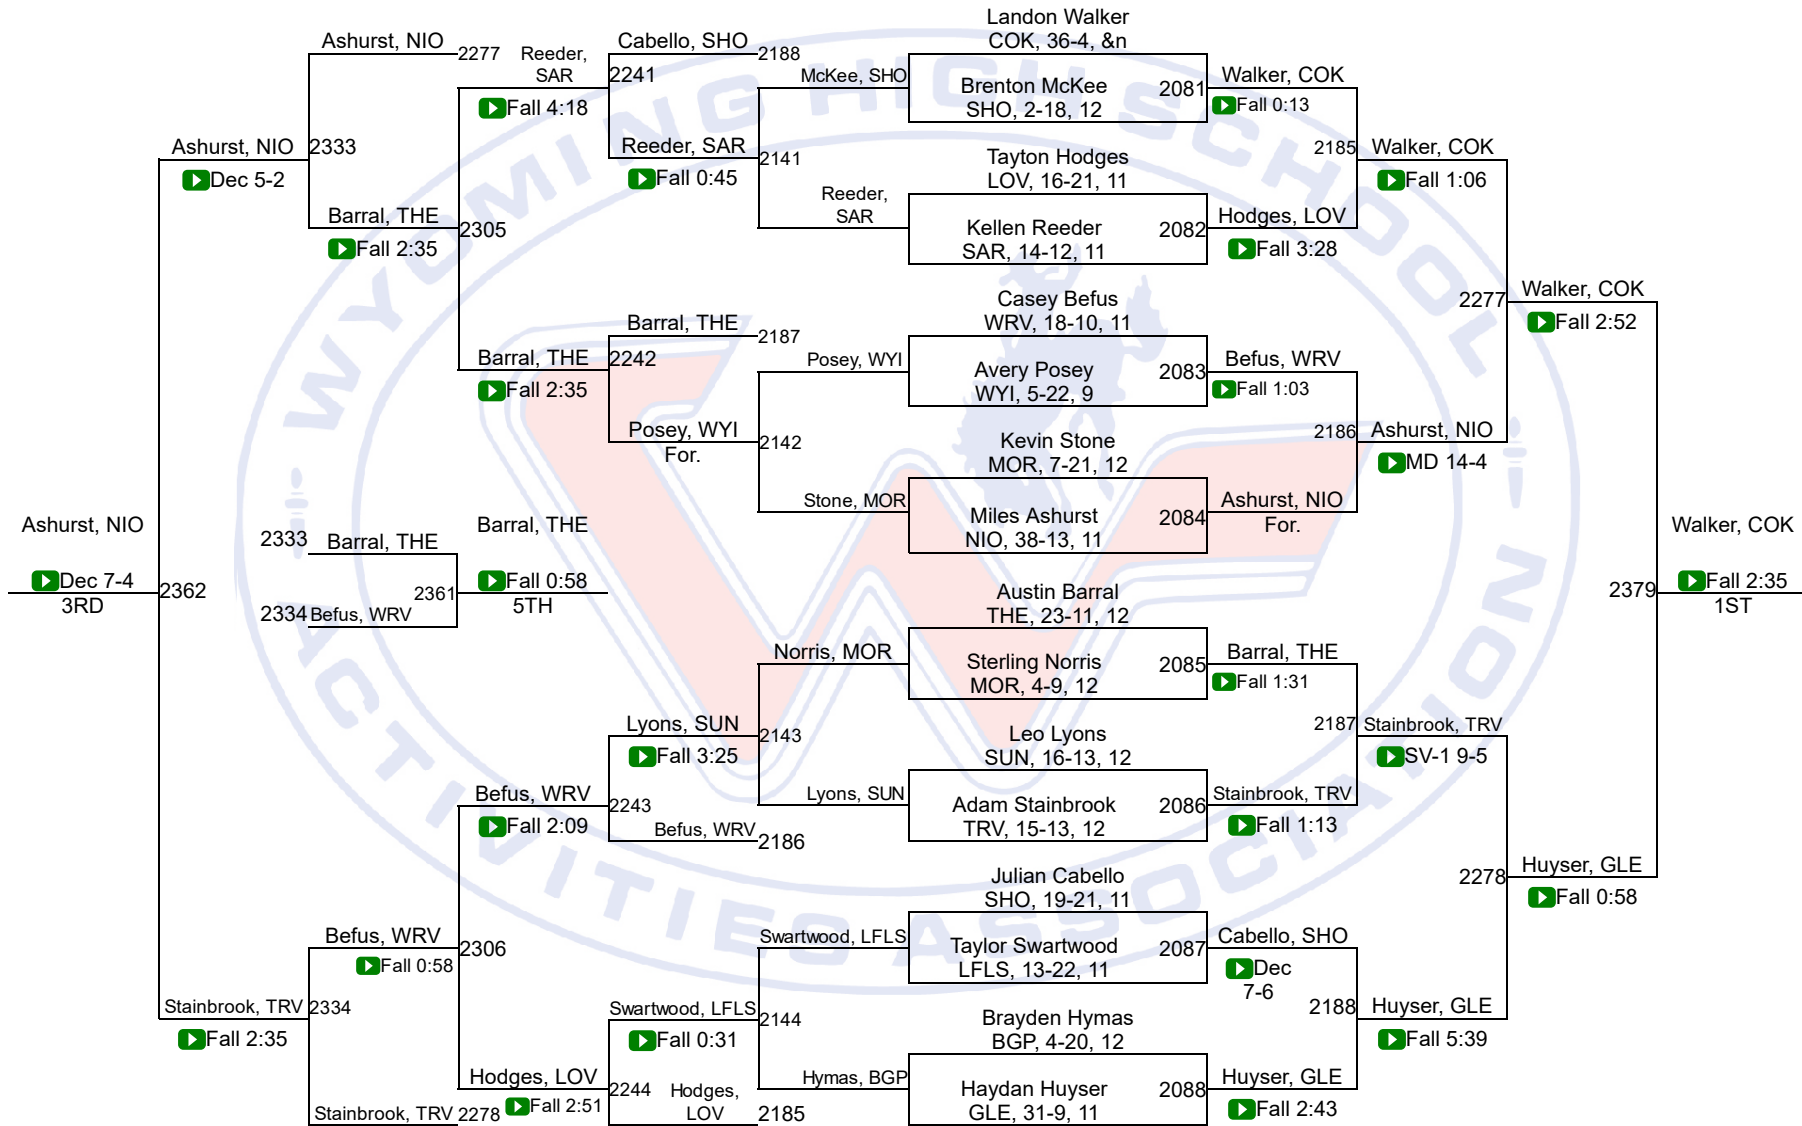 WYOMING HIGH SCHOOL
ACTIVITIES ASSOCIATION
Ashurst, NIO
2277
Ashurst, NIO
2333
Dec 5-2
Barral, THE
2305
Fall 2:35
Reeder,
SAR
2241
Fall 4:18
Cabello, SHO
2188
Reeder, SAR
2141
Fall 0:45
McKee, SHO
Reeder,
SAR
Barral, THE
2242
Fall 2:35
Barral, THE
2187
Posey, WYI
2142
For.
Posey, WYI
Stone, MOR
Ashurst, NIO
Dec 7-4
2362
3RD
2333
Barral, THE
2334
Befus, WRV
2361
Barral, THE
Fall 0:58
5TH
Norris, MOR
Lyons, SUN
2143
Fall 3:25
Lyons, SUN
Befus, WRV
2243
Fall 2:09
Befus, WRV
2186
Befus, WRV
2306
Fall 0:58
Stainbrook, TRV
2334
Fall 2:35
Stainbrook, TRV
2278
Hodges, LOV
2244
Fall 2:51
Swartwood, LFLS
2144
Fall 0:31
Hodges,
LOV
2185
Swartwood, LFLS
Hymas, BGP
Landon Walker
COK, 36-4, &n
Brenton McKee
2081
SHO, 2-18, 12
Tayton Hodges
LOV, 16-21, 11
Kellen Reeder
2082
SAR, 14-12, 11
Casey Befus
WRV, 18-10, 11
Avery Posey
2083
WYI, 5-22, 9
Kevin Stone
MOR, 7-21, 12
Miles Ashurst
2084
NIO, 38-13, 11
Austin Barral
THE, 23-11, 12
Sterling Norris
2085
MOR, 4-9, 12
Leo Lyons
SUN, 16-13, 12
Adam Stainbrook
2086
TRV, 15-13, 12
Julian Cabello
SHO, 19-21, 11
Taylor Swartwood
2087
LFLS, 13-22, 11
Brayden Hymas
BGP, 4-20, 12
Haydan Huyser
2088
GLE, 31-9, 11
Walker, COK
Fall 0:13
Hodges, LOV
Fall 3:28
2185
Walker, COK
Fall 1:06
Befus, WRV
Fall 1:03
Ashurst, NIO
For.
2186
Ashurst, NIO
MD 14-4
2277
Walker, COK
Fall 2:52
Barral, THE
Fall 1:31
Stainbrook, TRV
Fall 1:13
2187
Stainbrook, TRV
SV-1 9-5
Cabello, SHO
Dec
7-6
Huyser, GLE
Fall 2:43
2188
Huyser, GLE
Fall 5:39
2278
Huyser, GLE
Fall 0:58
2379
Walker, COK
Fall 2:35
1ST